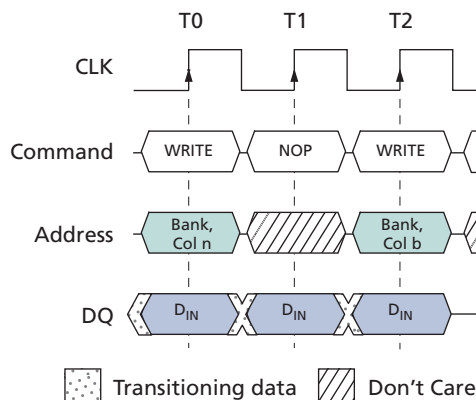 T0 T1 T2
CLK
Command WRITE NOP WRITE
Address Bank, Col n Bank, Col b
DQ DIN DIN DIN
Transitioning data Don't Care